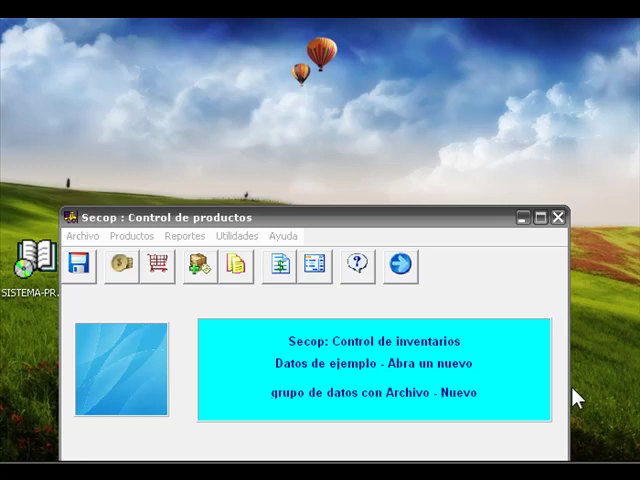 Secop : Control de productos
Archivo Productos Reportes Utilidades Ayuda
SISTEMA-PR...
Secop: Control de inventarios
Datos de ejemplo - Abra un nuevo
grupo de datos con Archivo - Nuevo